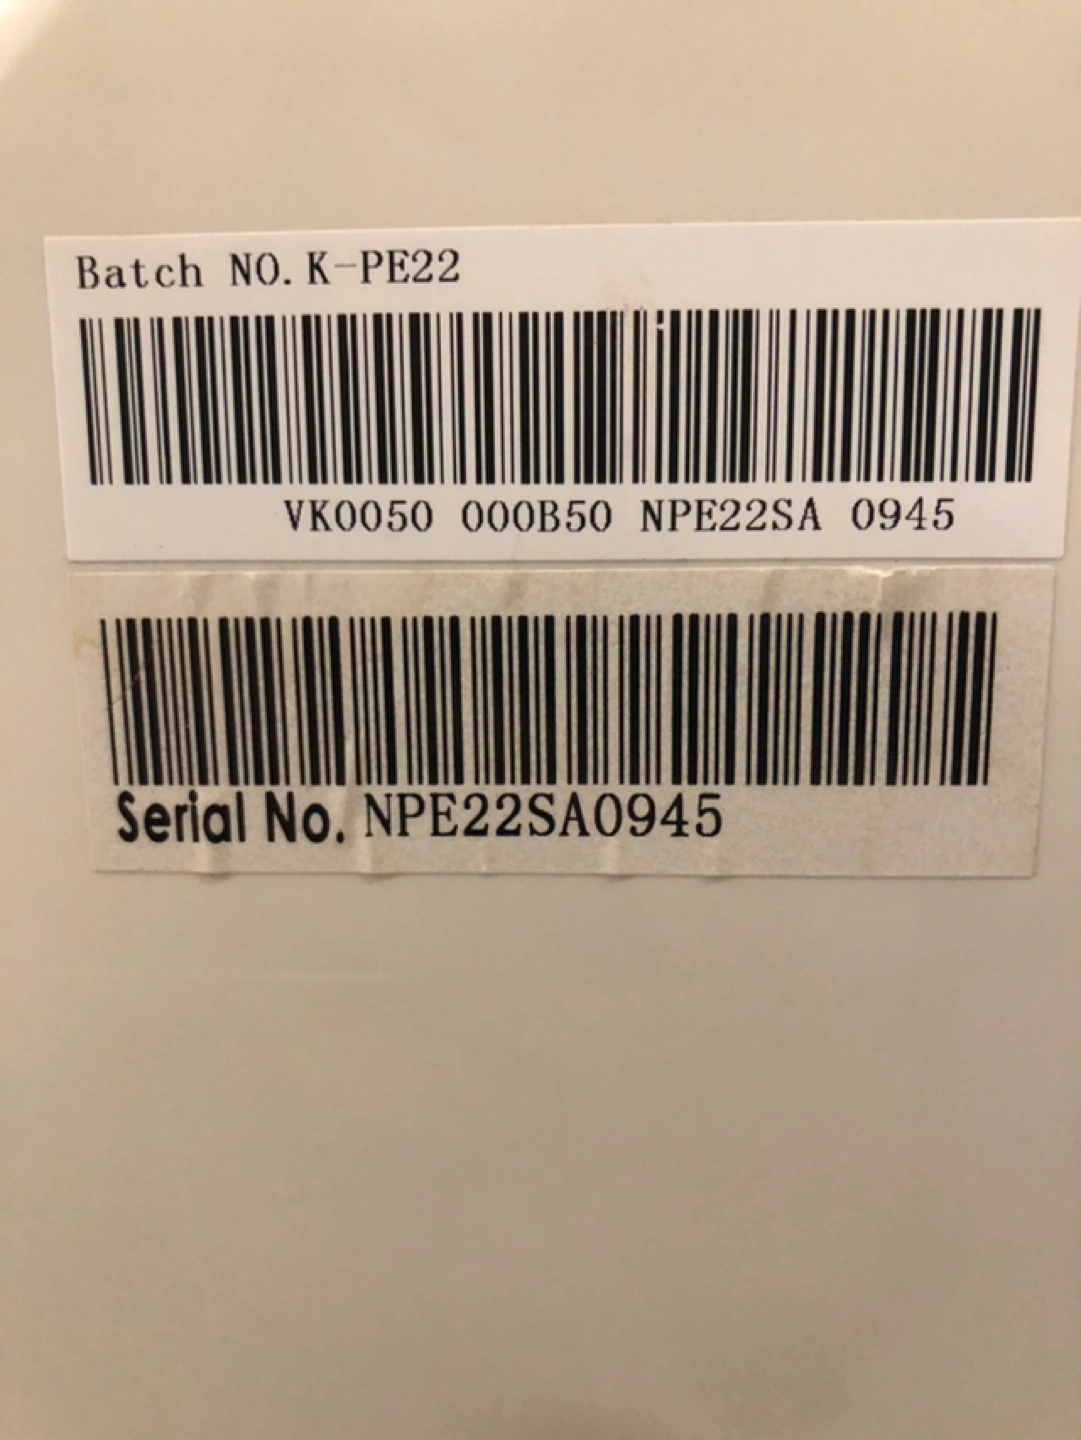 Batch NO. K-PE22
VK0050 000B50 NPE22SA 0945
Serial No. NPE22SA0945